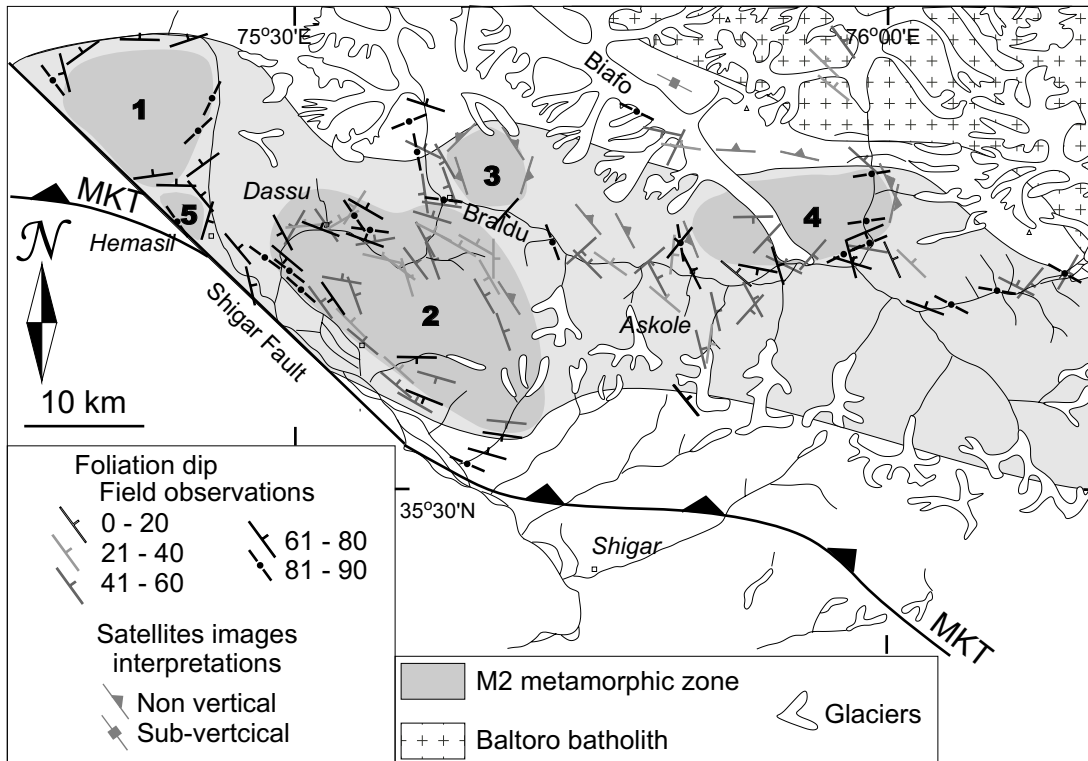 75°30'E
76°00'E
Biafo
1
3
MKT
5
Dassu
Braldu
4
Hemasil
N
2
Shigar Fault
Askole
10 km
35°30'N
Shigar
MKT
Foliation dip
Field observations
0 - 20
21 - 40
41 - 60
61 - 80
81 - 90
Satellites images
interpretations
Non vertical
Sub-vertcical
M2 metamorphic zone
Baltoro batholith
Glaciers